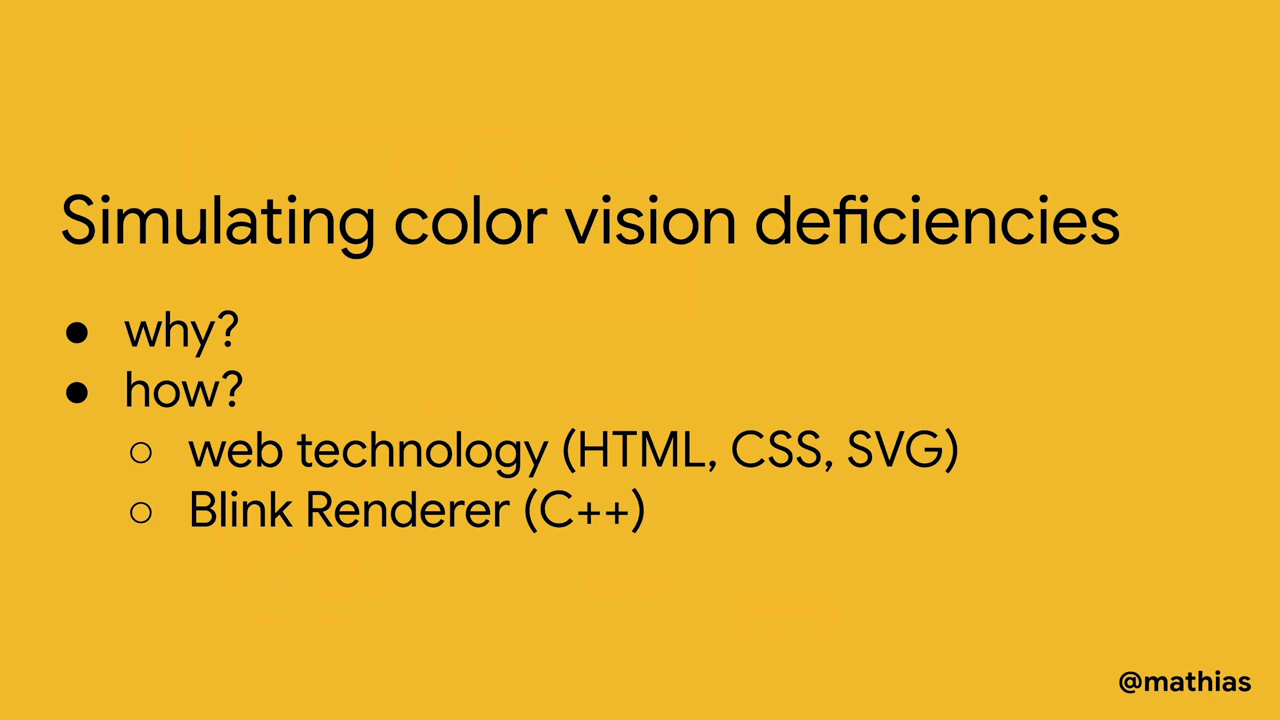 Simulating color vision deficiencies
● why?
● how?
○ web technology (HTML, CSS, SVG)
○ Blink Renderer (C++)
@mathias